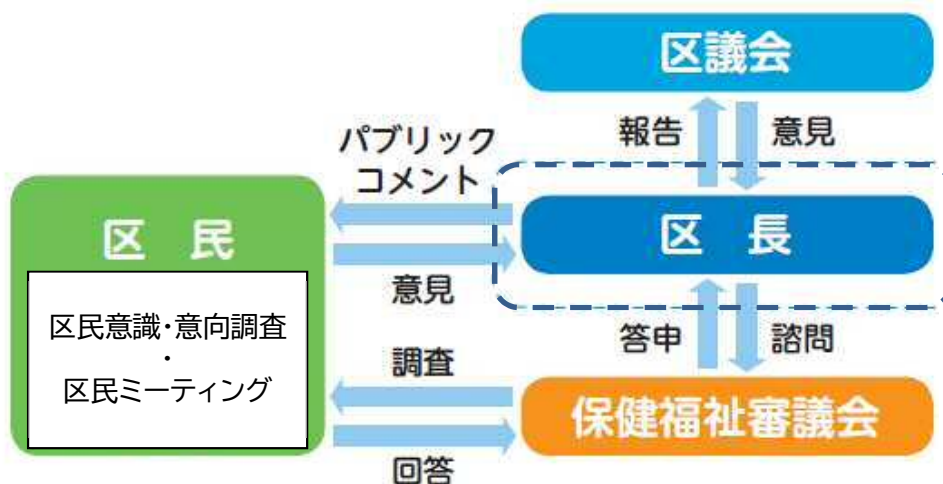 区議会
報告
意見
パブリック
コメント
区 長
区 民
意見
区民意識・意向調査
・
区民ミーティング
答申
諮問
調査
保健福祉審議会
回答